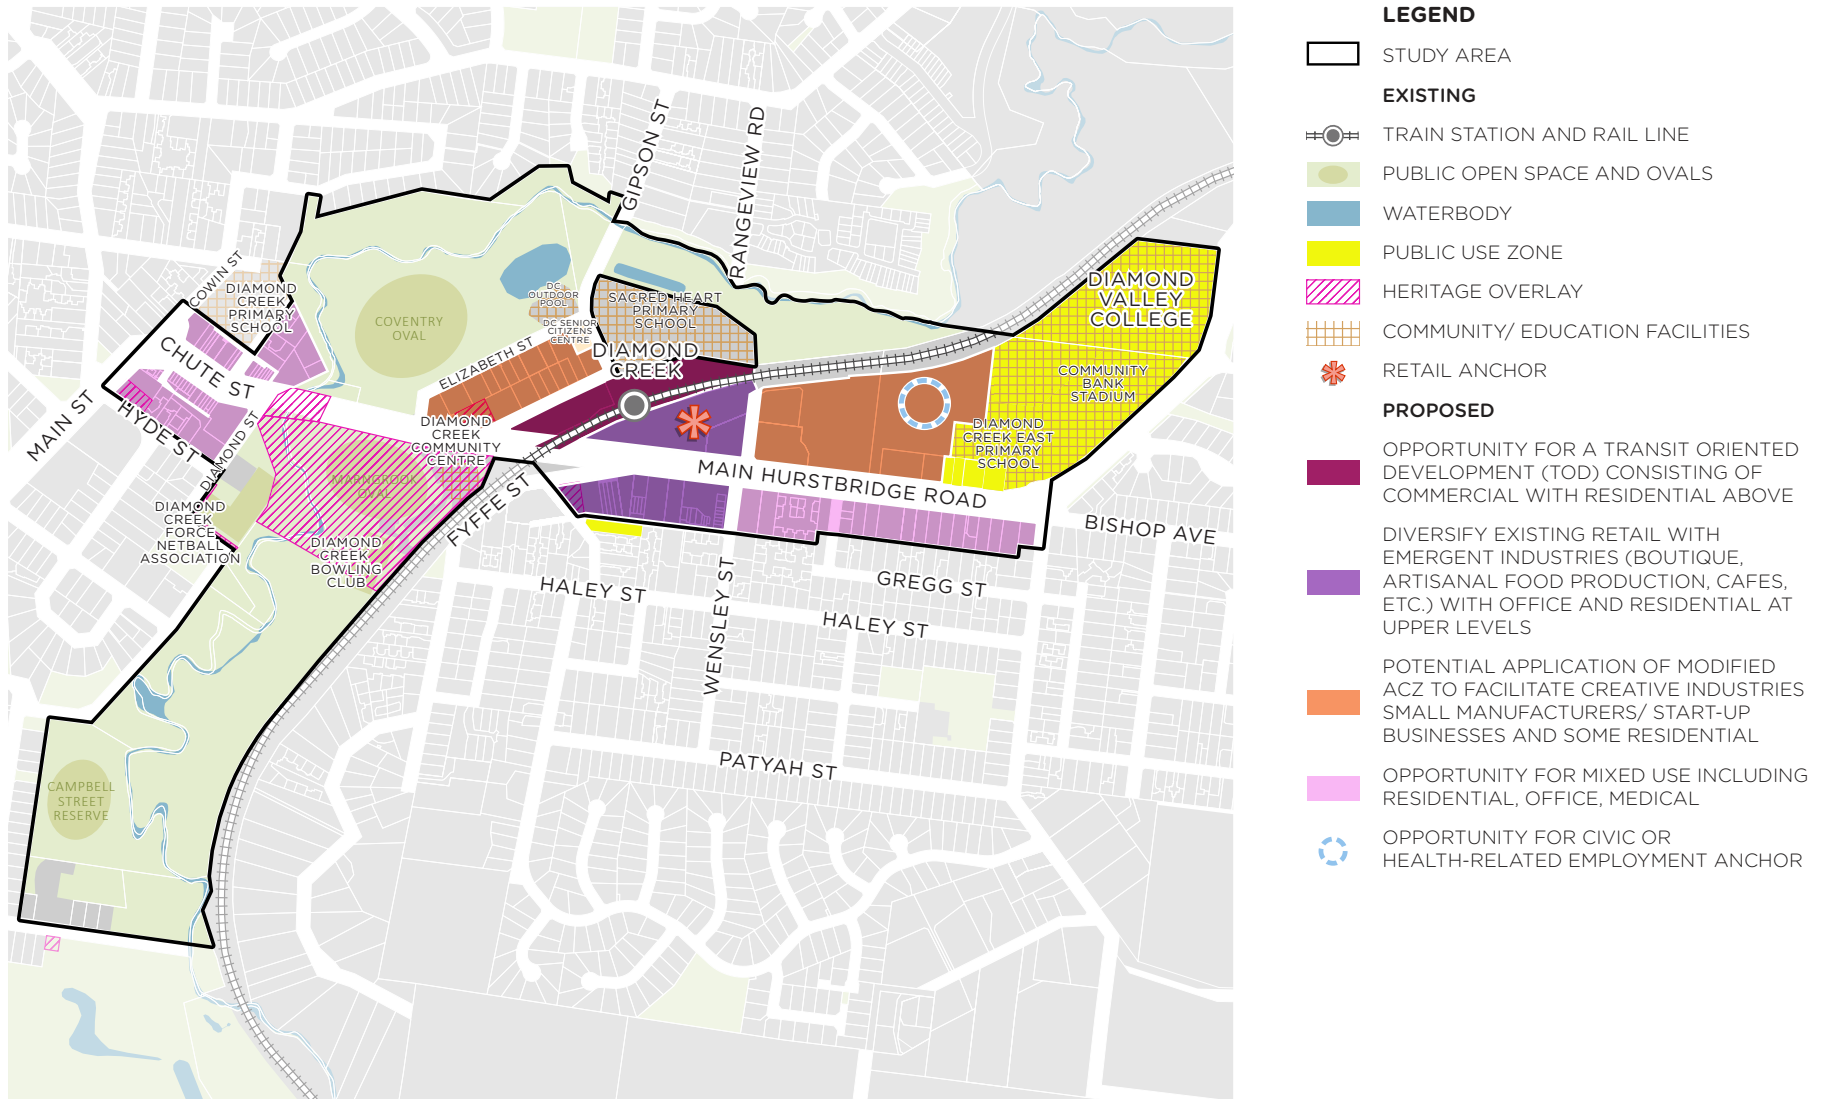 GIPSON ST
RANGEVIEW RD
COWIN ST
DIAMOND
CREEK
PRIMARY
SCHOOL
COVENTRY
OVAL
DC
OUTDOOR
POOL
DC SENIOR
CITIZENS
CENTRE
SACRED HEART
PRIMARY
SCHOOL
DIAMOND
CREEK
DIAMOND
VALLEY
COLLEGE
COMMUNITY
BANK
STADIUM
CHUTE ST
ELIZABETH ST
MAIN ST
HYDE ST
DIAMOND ST
DIAMOND
CREEK
COMMUNITY
CENTRE
DIAMOND
CREEK EAST
PRIMARY
SCHOOL
MAIN HURSTBRIDGE ROAD
MARNGROOK
OVAL
FYFFE ST
DIAMOND
CREEK
FORCE
NETBALL
ASSOCIATION
DIAMOND
CREEK
BOWLING
CLUB
BISHOP AVE
HALEY ST
WENSLEY ST
GREGG ST
HALEY ST
PATYAH ST
CAMPBELL
STREET
RESERVE
LEGEND
STUDY AREA
EXISTING
TRAIN STATION AND RAIL LINE
PUBLIC OPEN SPACE AND OVALS
WATERBODY
PUBLIC USE ZONE
HERITAGE OVERLAY
COMMUNITY/ EDUCATION FACILITIES
RETAIL ANCHOR
PROPOSED
OPPORTUNITY FOR A TRANSIT ORIENTED
DEVELOPMENT (TOD) CONSISTING OF
COMMERCIAL WITH RESIDENTIAL ABOVE
DIVERSIFY EXISTING RETAIL WITH
EMERGENT INDUSTRIES (BOUTIQUE,
ARTISANAL FOOD PRODUCTION, CAFES,
ETC.) WITH OFFICE AND RESIDENTIAL AT
UPPER LEVELS
POTENTIAL APPLICATION OF MODIFIED
ACZ TO FACILITATE CREATIVE INDUSTRIES
SMALL MANUFACTURERS/ START-UP
BUSINESSES AND SOME RESIDENTIAL
OPPORTUNITY FOR MIXED USE INCLUDING
RESIDENTIAL, OFFICE, MEDICAL
OPPORTUNITY FOR CIVIC OR
HEALTH-RELATED EMPLOYMENT ANCHOR